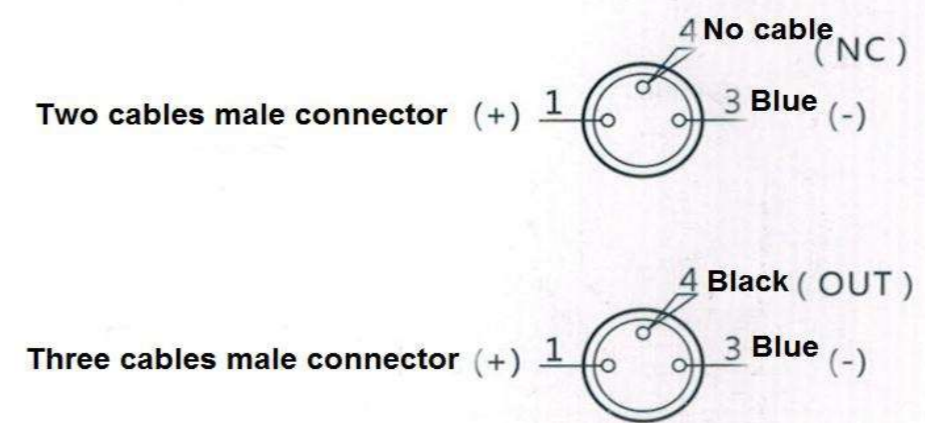 4 No cable (NC)
Two cables male connector (+) 1 3 Blue (-)
4 Black (OUT)
Three cables male connector (+) 1 3 Blue (-)